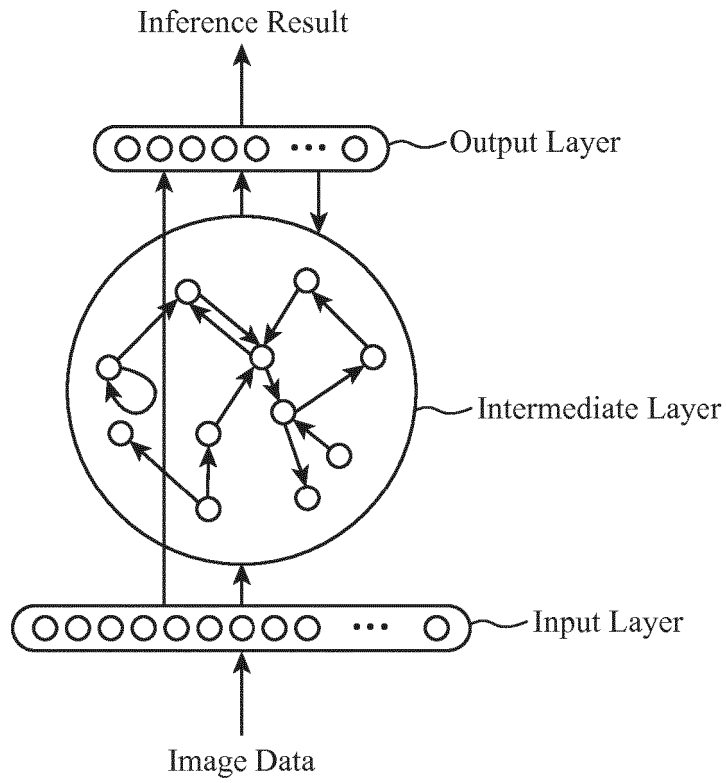 Inference Result
Output Layer
Intermediate Layer
Input Layer
Image Data